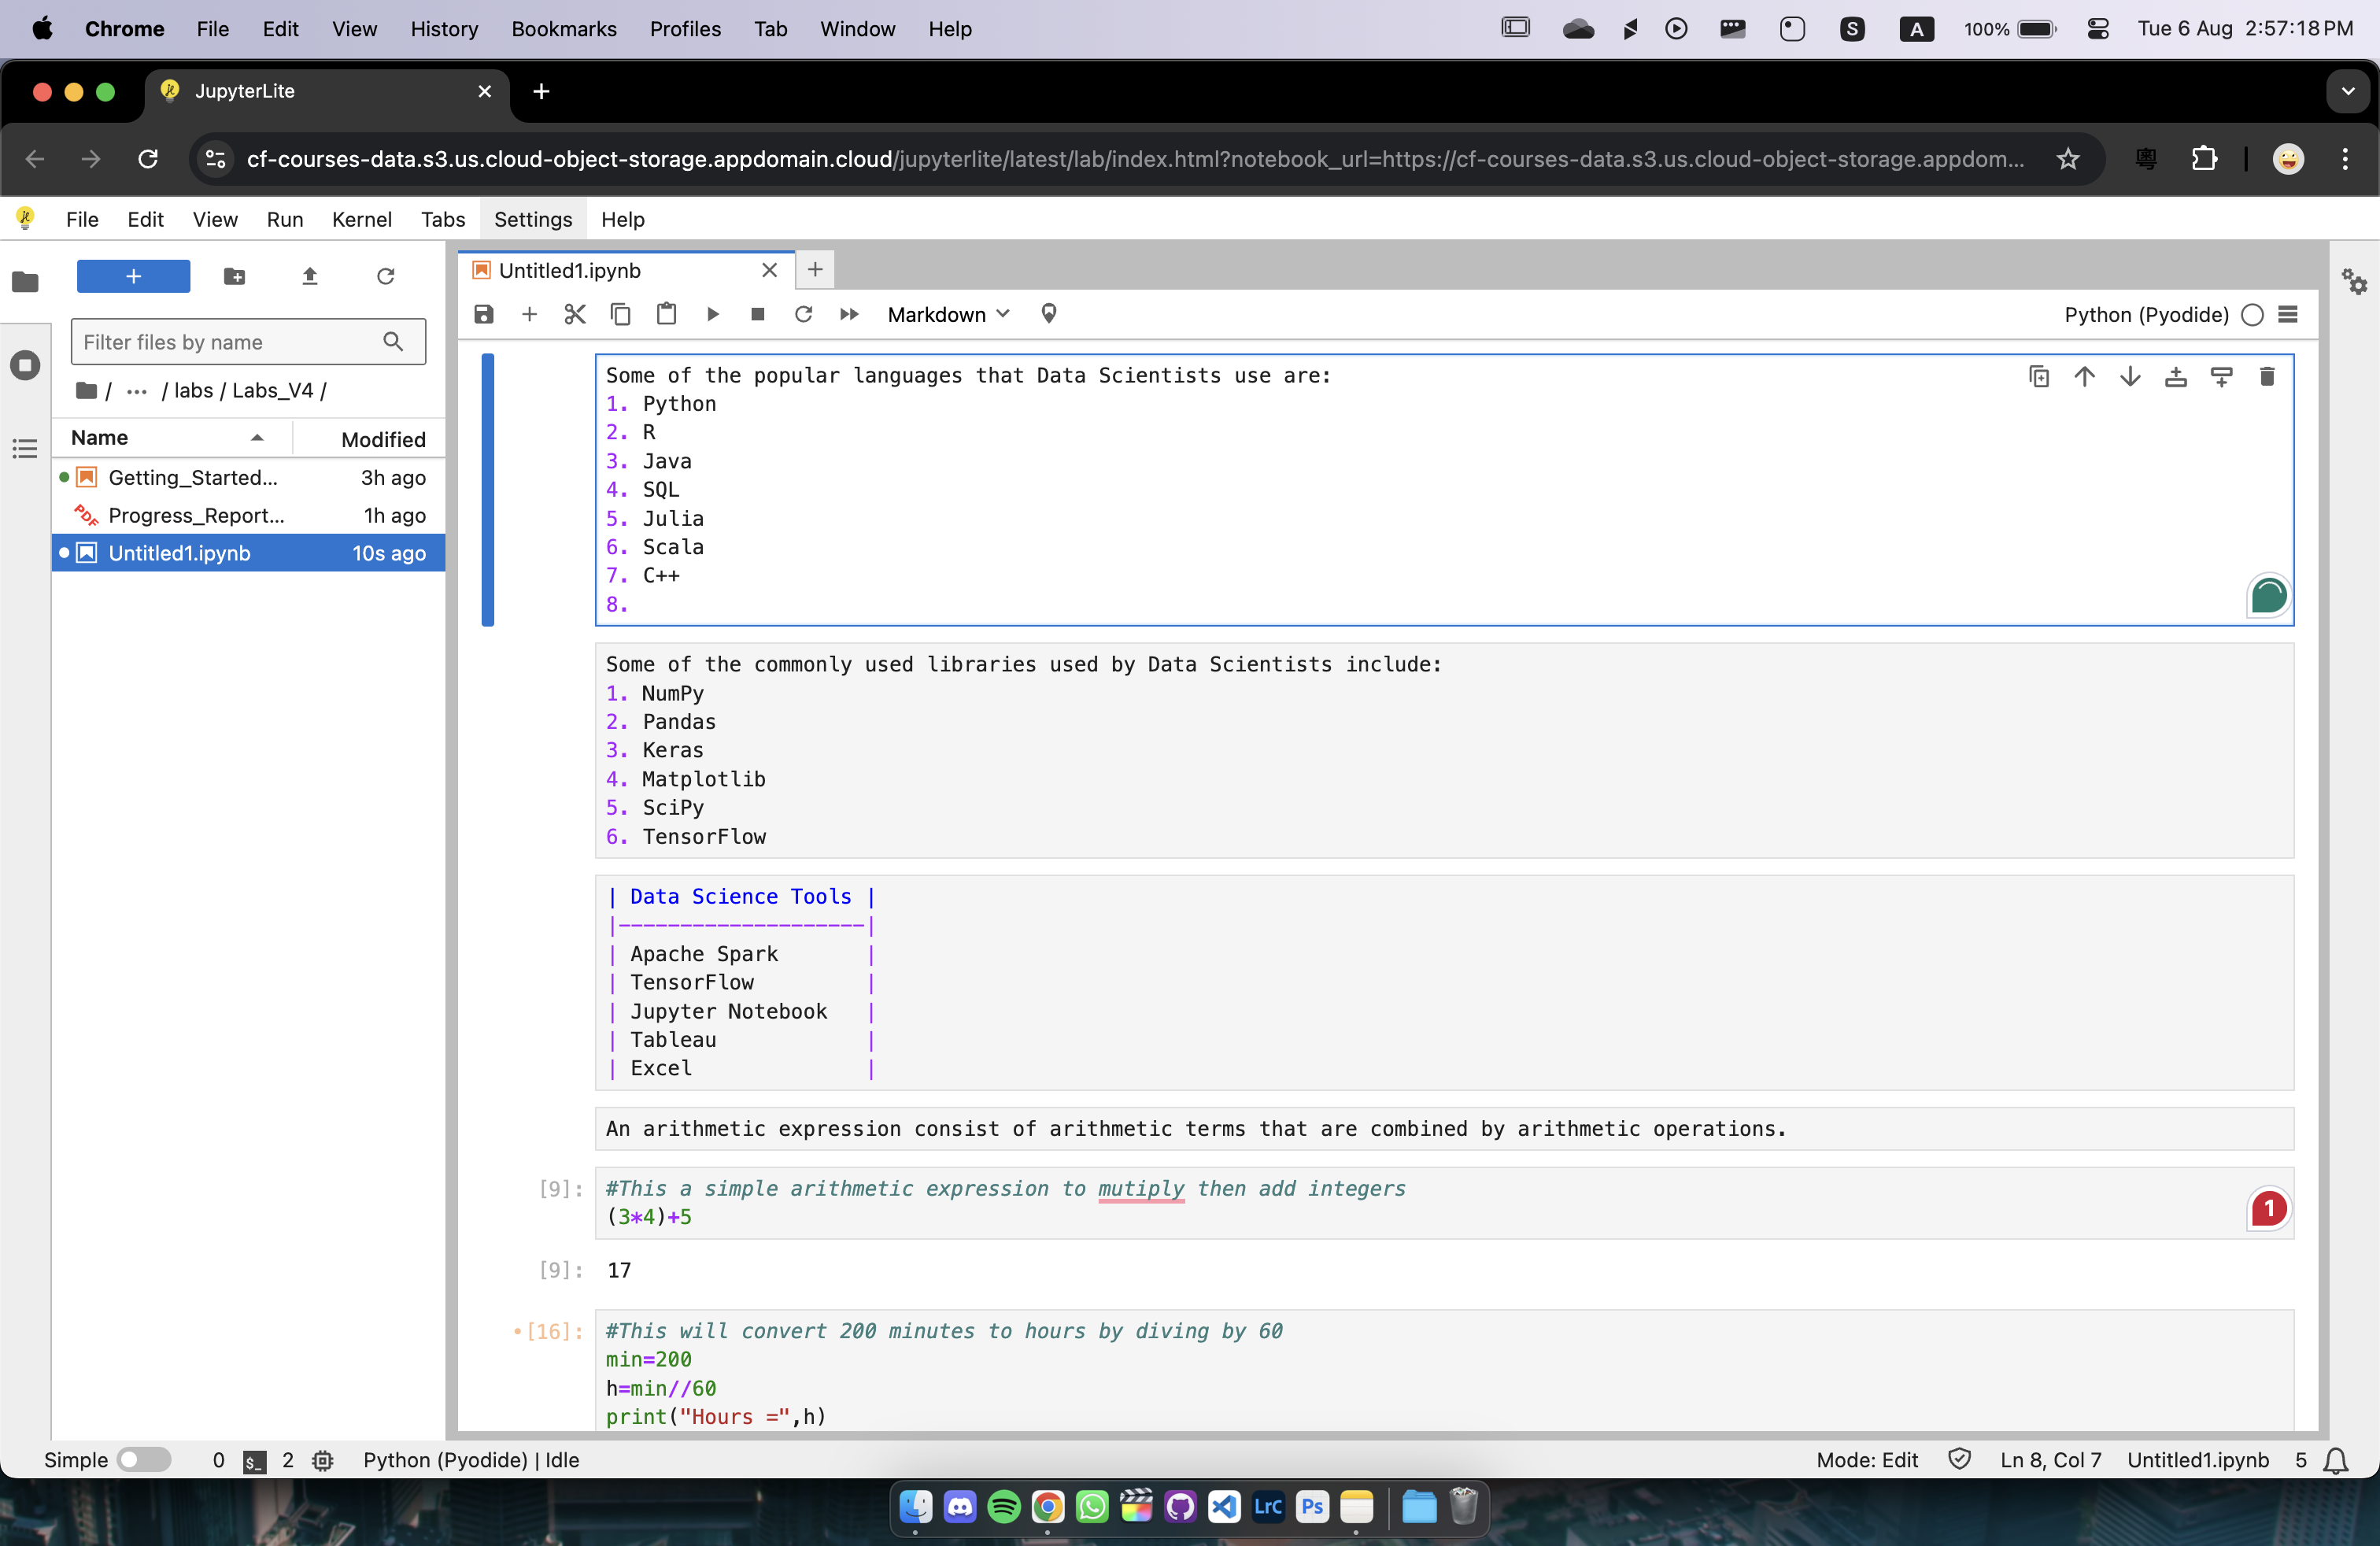 Chrome File Edit View History Bookmarks Profiles Tab Window Help 100% Tue 6 Aug 2:57:18 PM
JupyterLite
cf-courses-data.s3.us.cloud-object-storage.appdomain.cloud/jupyterlite/latest/lab/index.html?notebook_url=https://cf-courses-data.s3.us.cloud-object-storage.appdom...
File Edit View Run Kernel Tabs Settings Help
Untitled1.ipynb
Markdown
Python (Pyodide)
Filter files by name
/ ... / labs / Labs_V4 /
Name Modified
Getting_Started... 3h ago
Progress_Report... 1h ago
Untitled1.ipynb 10s ago
Some of the popular languages that Data Scientists use are:
1. Python
2. R
3. Java
4. SQL
5. Julia
6. Scala
7. C++
8.
Some of the commonly used libraries used by Data Scientists include:
1. NumPy
2. Pandas
3. Keras
4. Matplotlib
5. SciPy
6. TensorFlow
| Data Science Tools |
|--------------------|
| Apache Spark |
| TensorFlow |
| Jupyter Notebook |
| Tableau |
| Excel |
An arithmetic expression consist of arithmetic terms that are combined by arithmetic operations.
[9]: #This a simple arithmetic expression to mutiply then add integers
(3*4)+5
1
[9]: 17
[16]: #This will convert 200 minutes to hours by diving by 60
min=200
h=min//60
print("Hours =",h)
Simple 0 $_ 2 Python (Pyodide) | Idle Mode: Edit Ln 8, Col 7 Untitled1.ipynb 5
LrC Ps